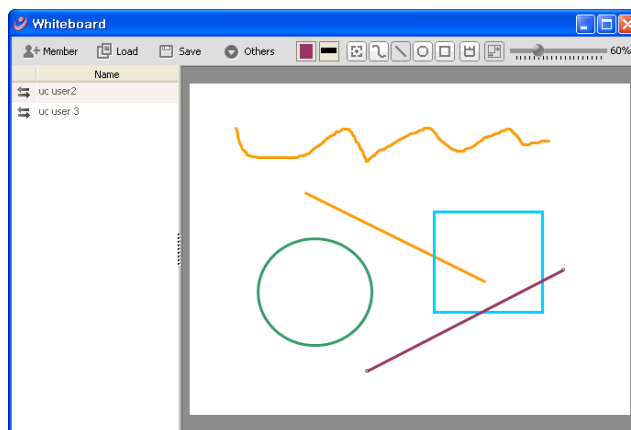 Whiteboard
Member Load Save Others 60%
Name
uc user2
uc user 3